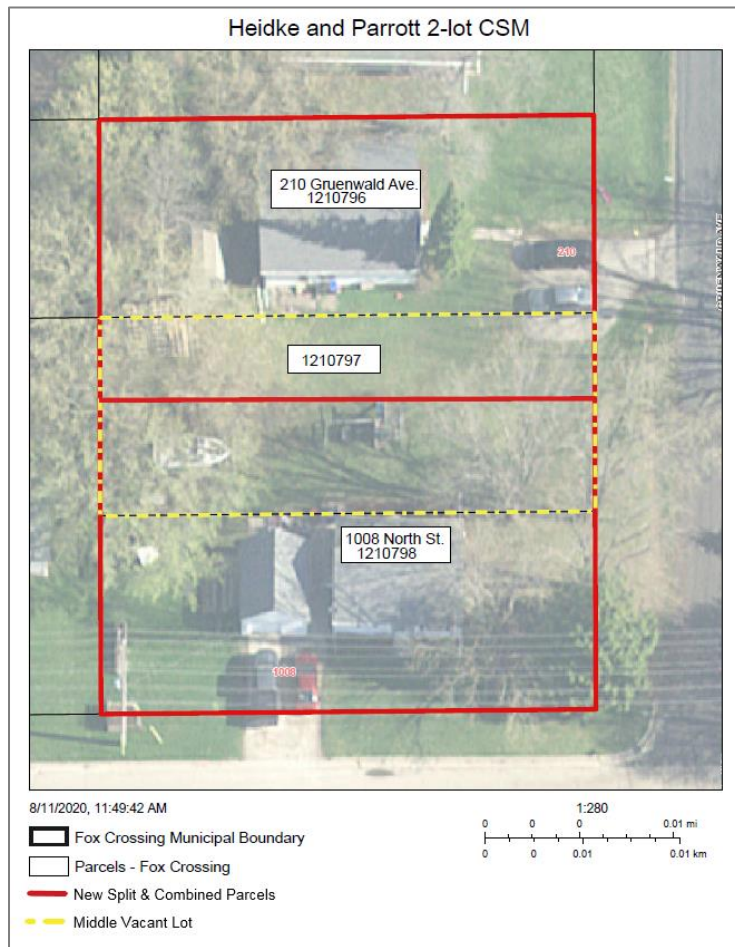 Heidke and Parrott 2-lot CSM
210 Gruenwald Ave.
1210796
210
1210797
1008 North St.
1210798
1008
8/11/2020, 11:49:42 AM
1:280
Fox Crossing Municipal Boundary
Parcels - Fox Crossing
New Split & Combined Parcels
Middle Vacant Lot
0 0 0 0.01 mi
0 0 0.01 0.01 km